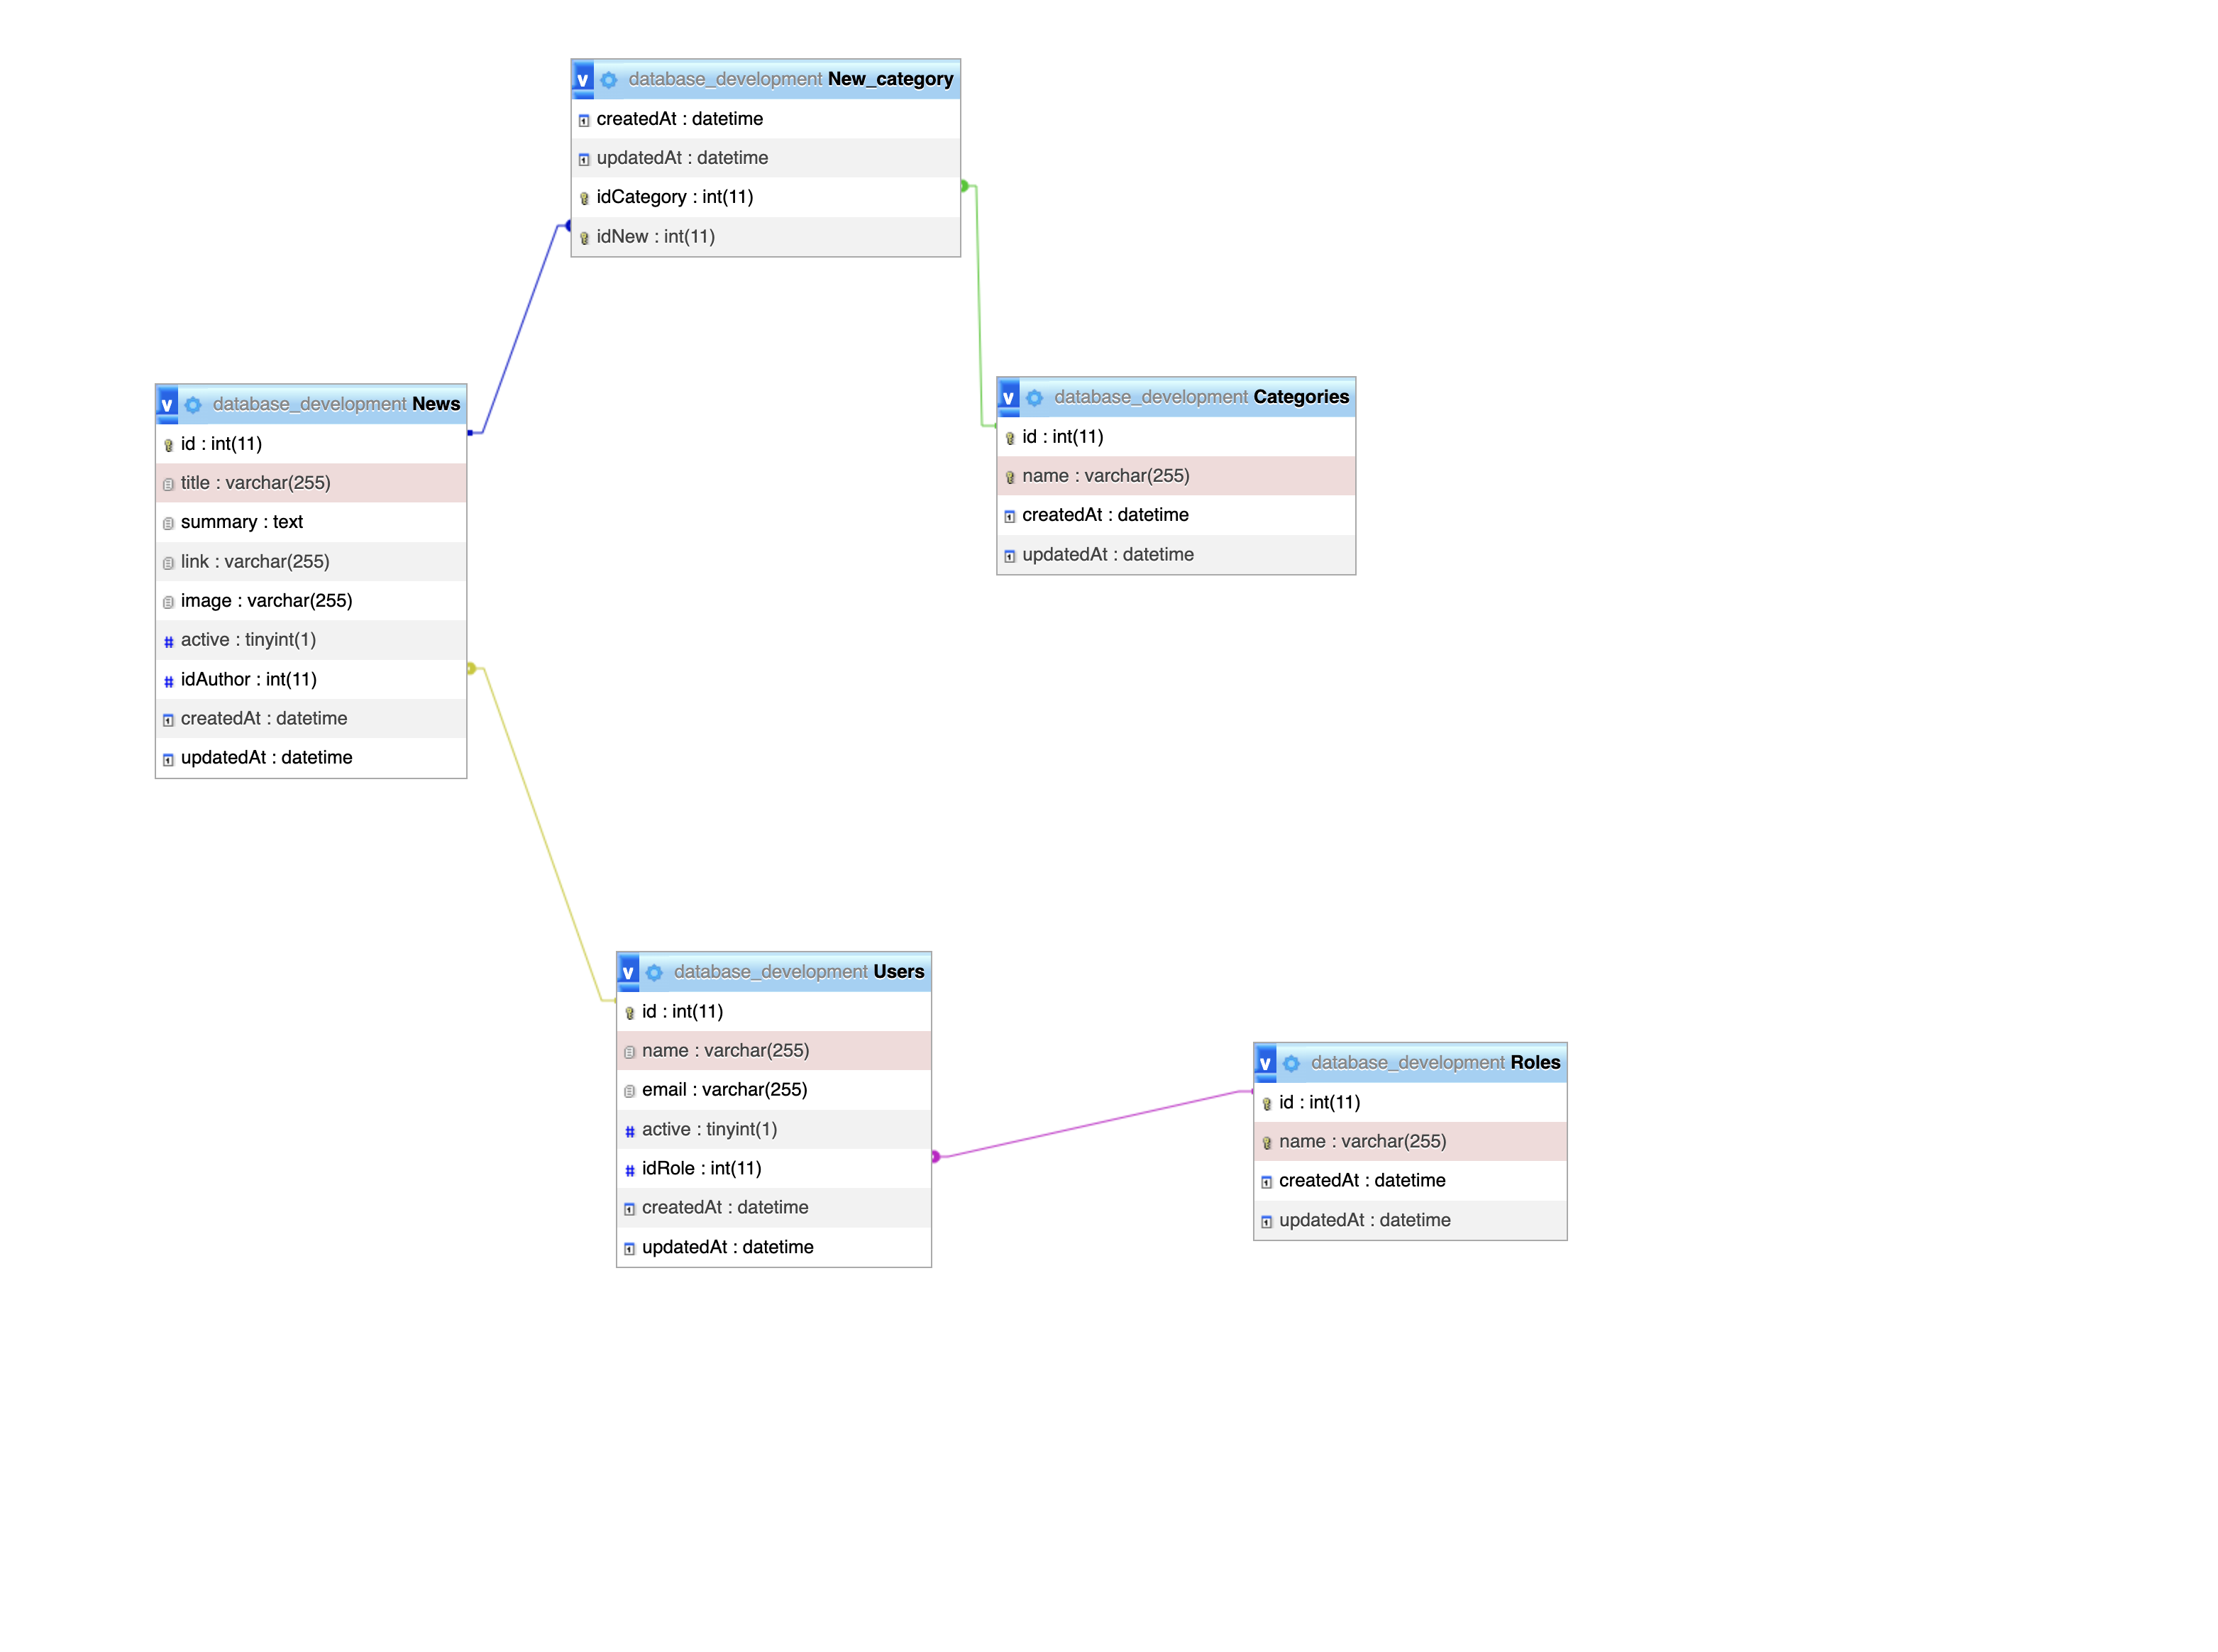 v database_development New_category
createdAt : datetime
updatedAt : datetime
idCategory : int(11)
idNew : int(11)
v database_development News
id : int(11)
title : varchar(255)
summary : text
link : varchar(255)
image : varchar(255)
# active : tinyint(1)
# idAuthor : int(11)
createdAt : datetime
updatedAt : datetime
v database_development Categories
id : int(11)
name : varchar(255)
createdAt : datetime
updatedAt : datetime
v database_development Users
id : int(11)
name : varchar(255)
email : varchar(255)
# active : tinyint(1)
# idRole : int(11)
createdAt : datetime
updatedAt : datetime
v database_development Roles
id : int(11)
name : varchar(255)
createdAt : datetime
updatedAt : datetime